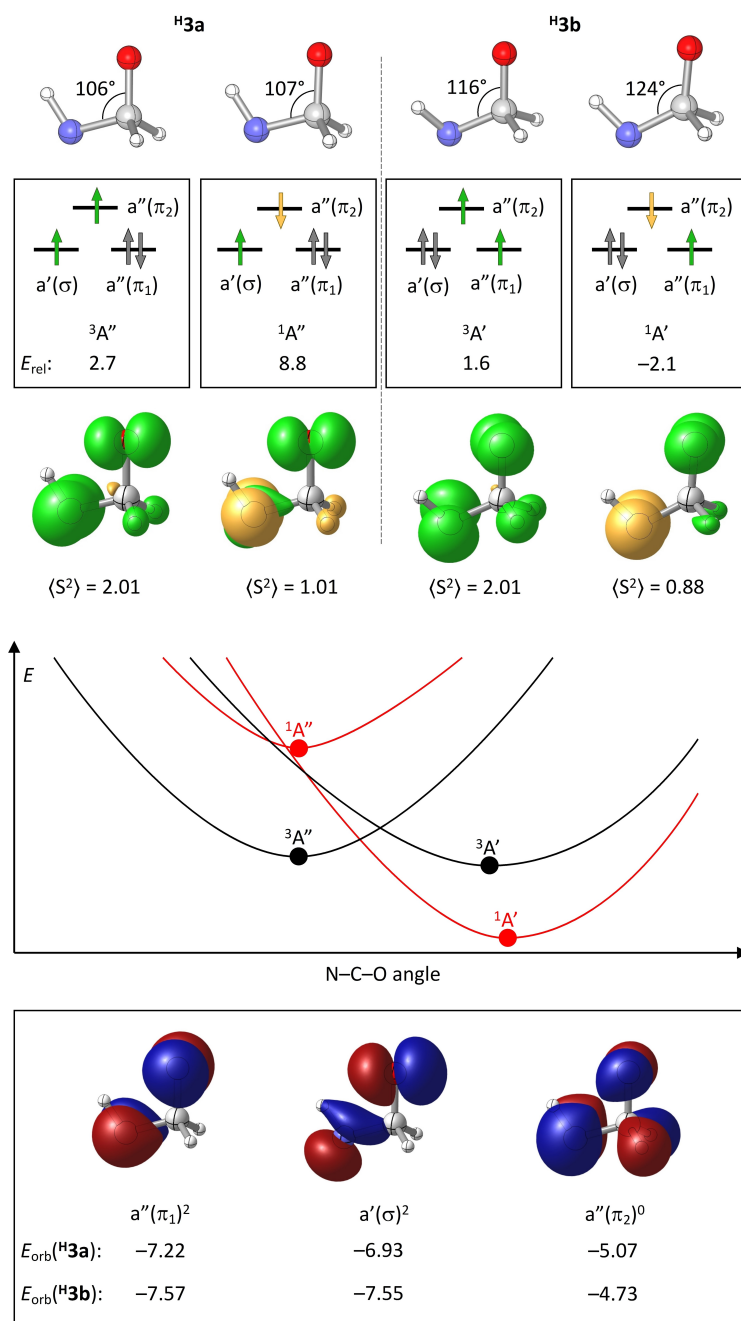 ᴴ3a ᴴ3b
106° 107° 116° 124°
a″(π₂) a″(π₂) a″(π₂) a″(π₂)
a′(σ) a″(π₁) a′(σ) a″(π₁) a′(σ) a″(π₁) a′(σ) a″(π₁)
³A″ ¹A″ ³A′ ¹A′
E_rel: 2.7 8.8 1.6 −2.1
⟨S²⟩ = 2.01 ⟨S²⟩ = 1.01 ⟨S²⟩ = 2.01 ⟨S²⟩ = 0.88
E
¹A″
³A″ ³A′
¹A′
N–C–O angle
a″(π₁)² a′(σ)² a″(π₂)⁰
E_orb(ᴴ3a): −7.22 −6.93 −5.07
E_orb(ᴴ3b): −7.57 −7.55 −4.73